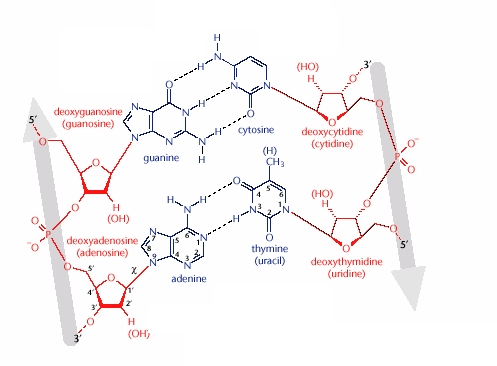 H
N
H
N
N
O
cytosine
O
H
N
N
N
N
H
N
H
guanine
deoxyguanosine
(guanosine)
5′
O
O
H
(OH)
(HO)
H
3′
O
O
O
deoxycytidine
(cytidine)
P
O⁻
O
O
P
O⁻
O
O
deoxyadenosine
(adenosine)
5′
O
4′
3′
2′
1′
O
3′
H
(OH)
χ
H
N
H
N
N
N
N
1
2
3
4
5
6
7
8
9
adenine
(H)
CH₃
O
4
5
6
H
N
3
2
1
N
O
thymine
(uracil)
(HO)
H
O
O
O
5′
deoxythymidine
(uridine)